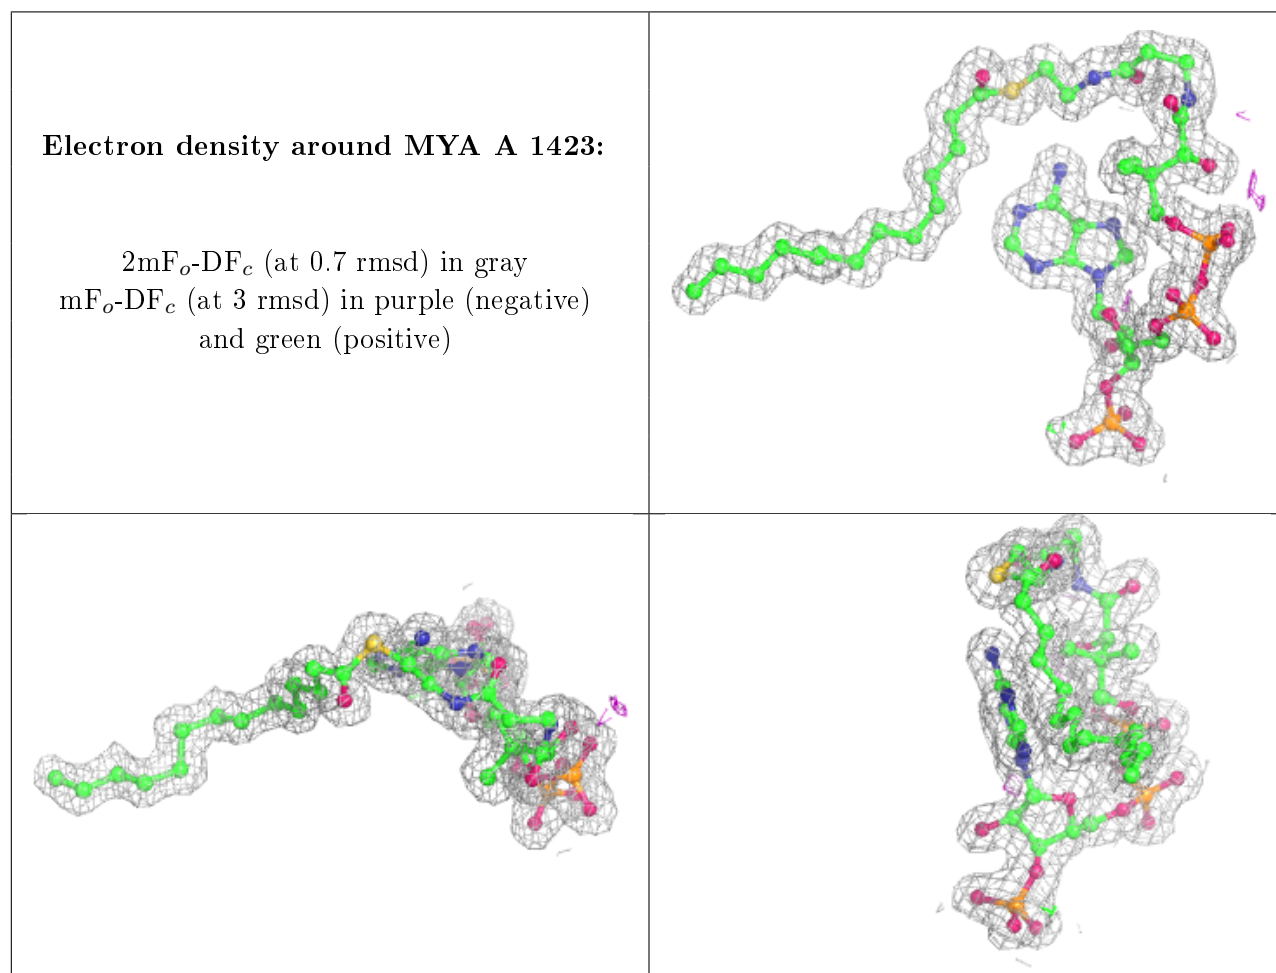 Electron density around MYA A 1423:
2mFo-DFc (at 0.7 rmsd) in gray
mFo-DFc (at 3 rmsd) in purple (negative)
and green (positive)